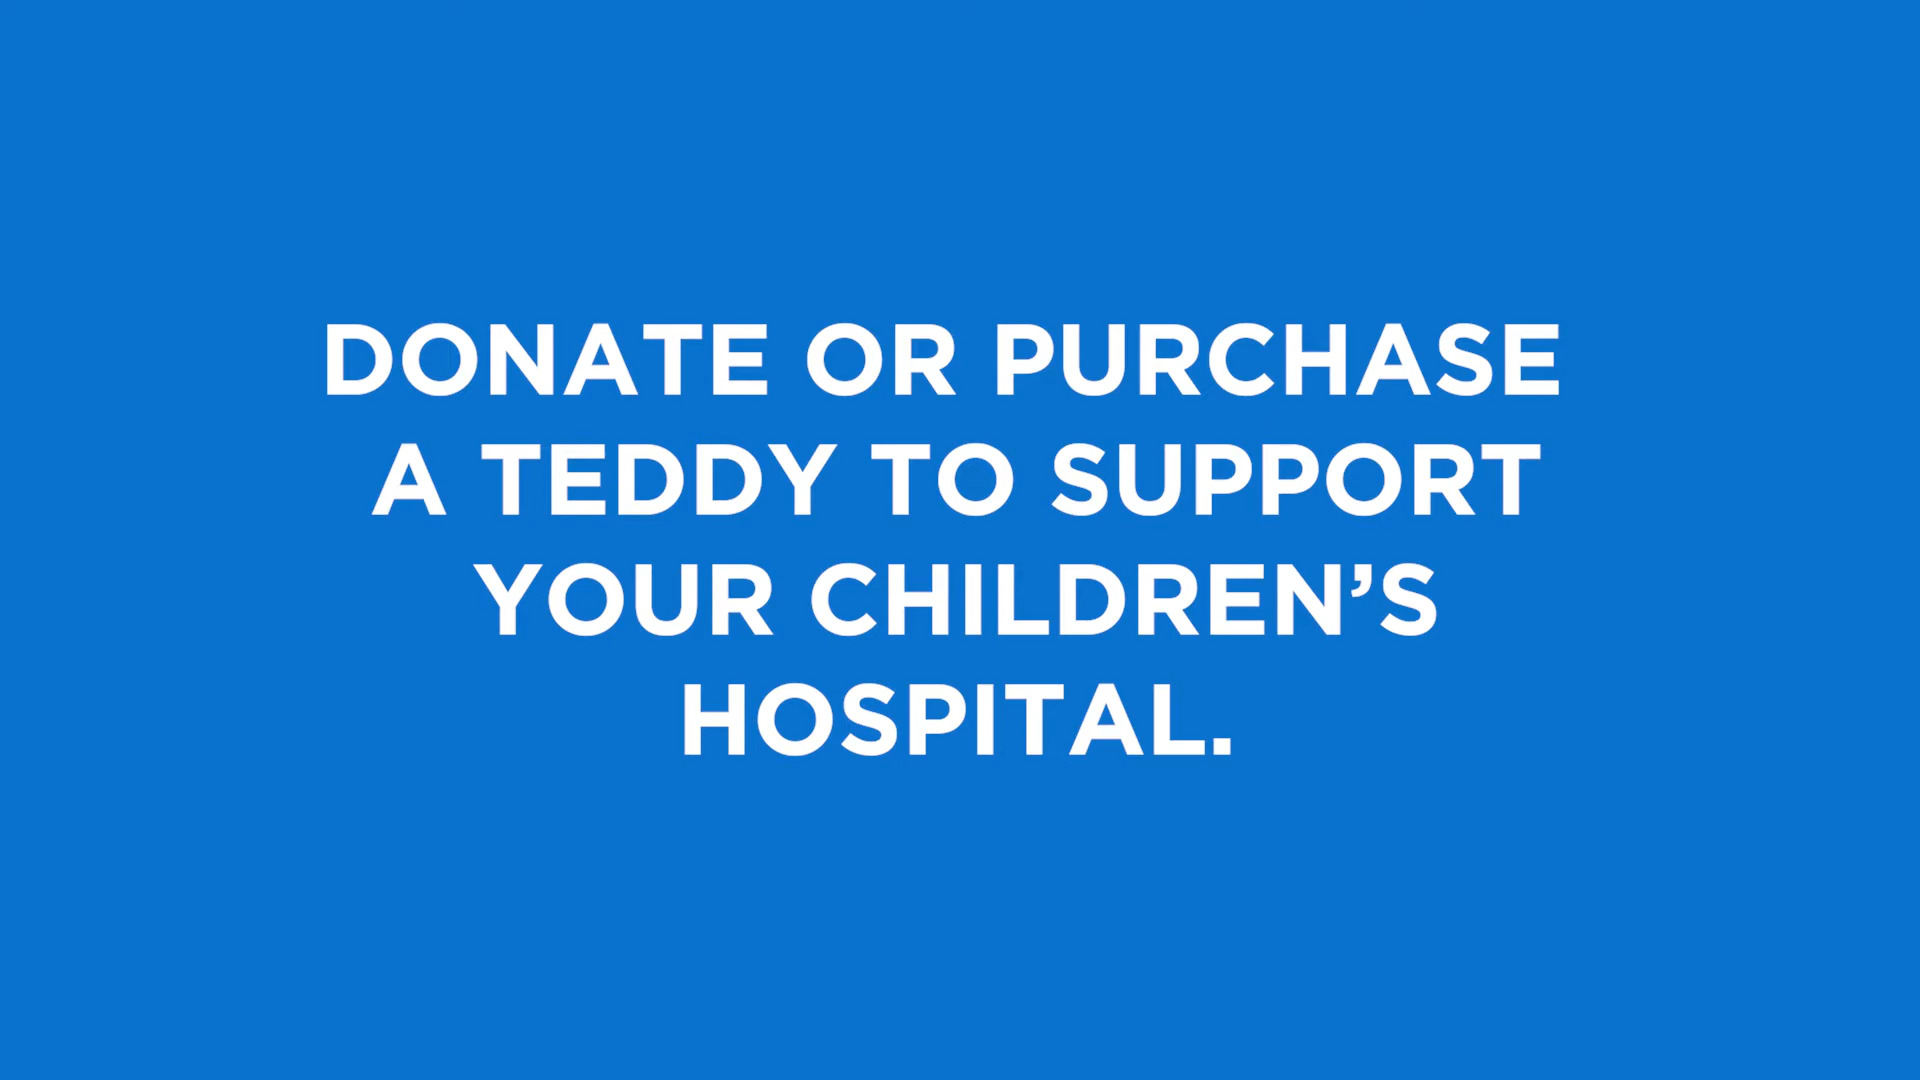 DONATE OR PURCHASE
A TEDDY TO SUPPORT
YOUR CHILDREN’S
HOSPITAL.